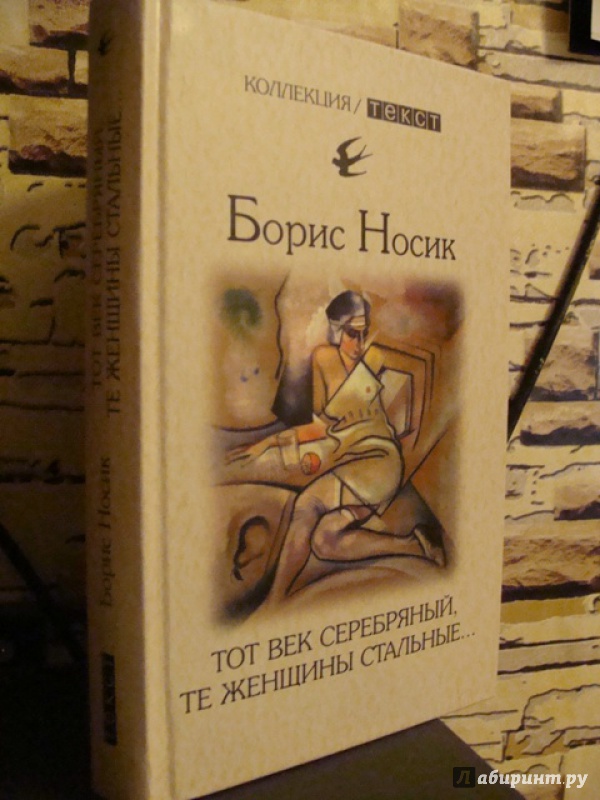 КОЛЛЕКЦИЯ/ текст
Борис Носик
ТОТ ВЕК СЕРЕБРЯНЫЙ,
ТЕ ЖЕНЩИНЫ СТАЛЬНЫЕ...
Борис Носик
ТОТ ВЕК СЕРЕБРЯНЫЙ,
ТЕ ЖЕНЩИНЫ СТАЛЬНЫЕ...
текст
Лабиринт.ру